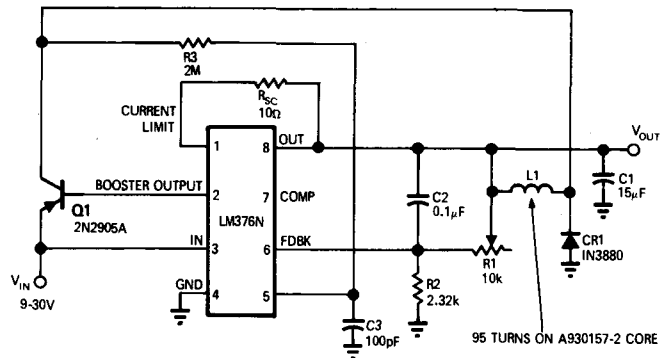 R3
2M
RSC
10Ω
CURRENT
LIMIT
1
OUT
8
VOUT
BOOSTER OUTPUT
2
COMP
7
LM376N
C2
0.1μF
L1
C1
15μF
Q1
2N2905A
IN
3
FDBK
6
R1
10k
CR1
IN3880
VIN
9-30V
GND
4
5
R2
2.32k
C3
100pF
95 TURNS ON A930157-2 CORE